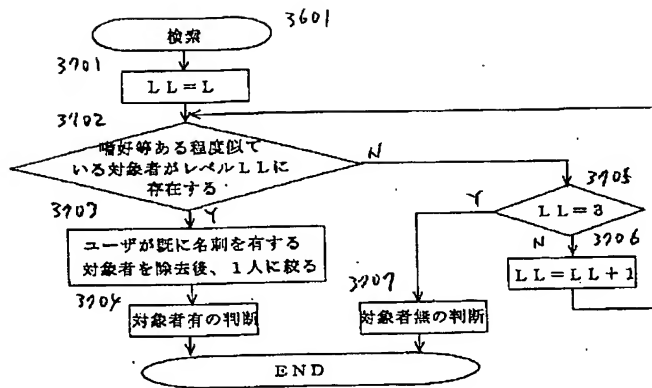 3601
検索
3701
LL=L
3702
嗜好等ある程度似て
いる対象者がレベルLLに
存在する
N
Y
3703
ユーザが既に名刺を有する
対象者を除去後、1人に絞る
3704
対象者有の判断
3705
LL=3
Y
N
3706
LL=LL+1
3707
対象者無の判断
END